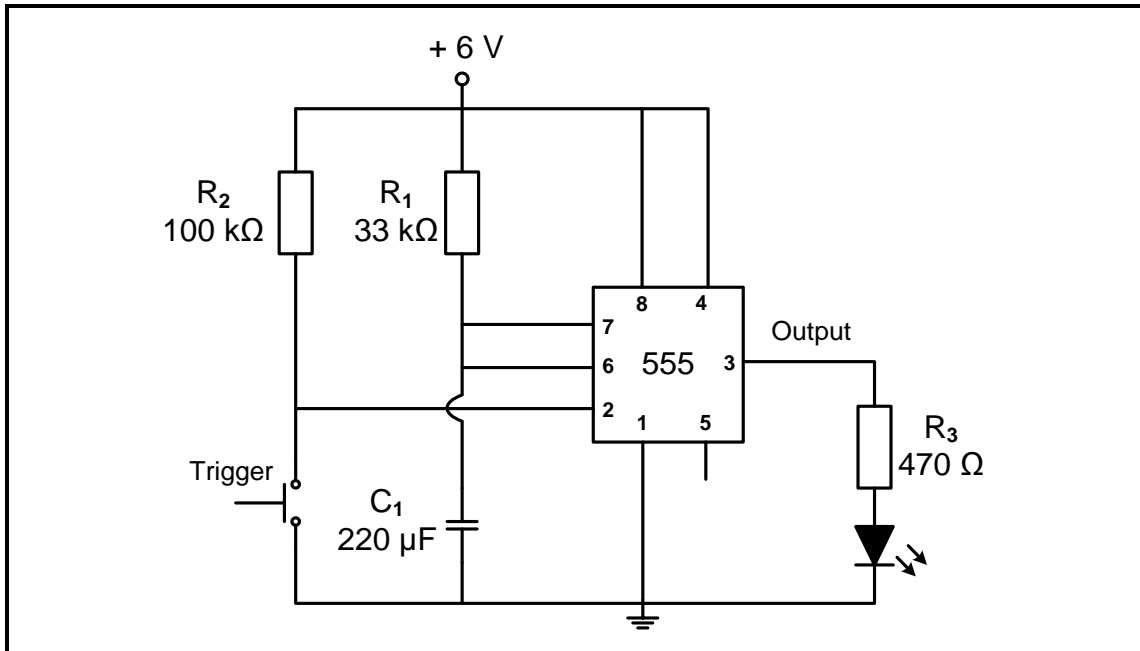 + 6 V
R₂
100 kΩ
R₁
33 kΩ
8
4
7
6
555
3
2
1
5
Output
R₃
470 Ω
Trigger
C₁
220 µF